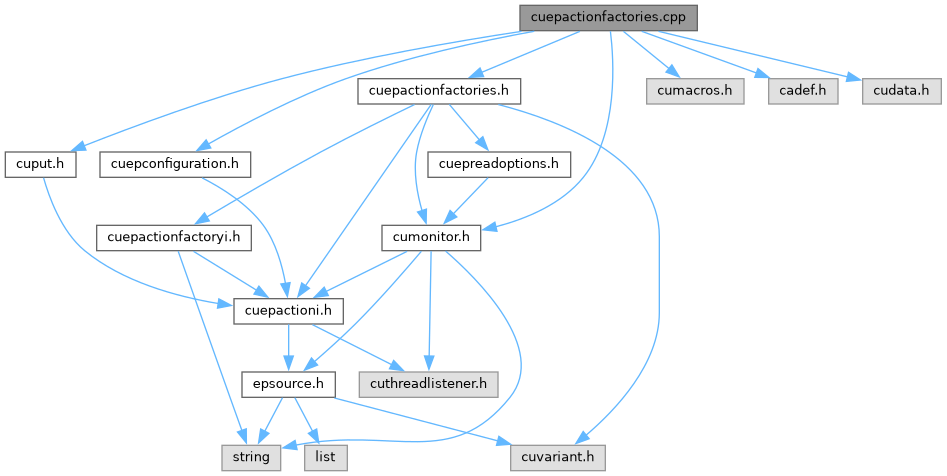 cuepactionfactories.cpp
cuepactionfactories.h
cumacros.h
cadef.h
cudata.h
cuput.h
cuepconfiguration.h
cuepreadoptions.h
cuepactionfactoryi.h
cumonitor.h
cuepactioni.h
epsource.h
cuthreadlistener.h
string
list
cuvariant.h